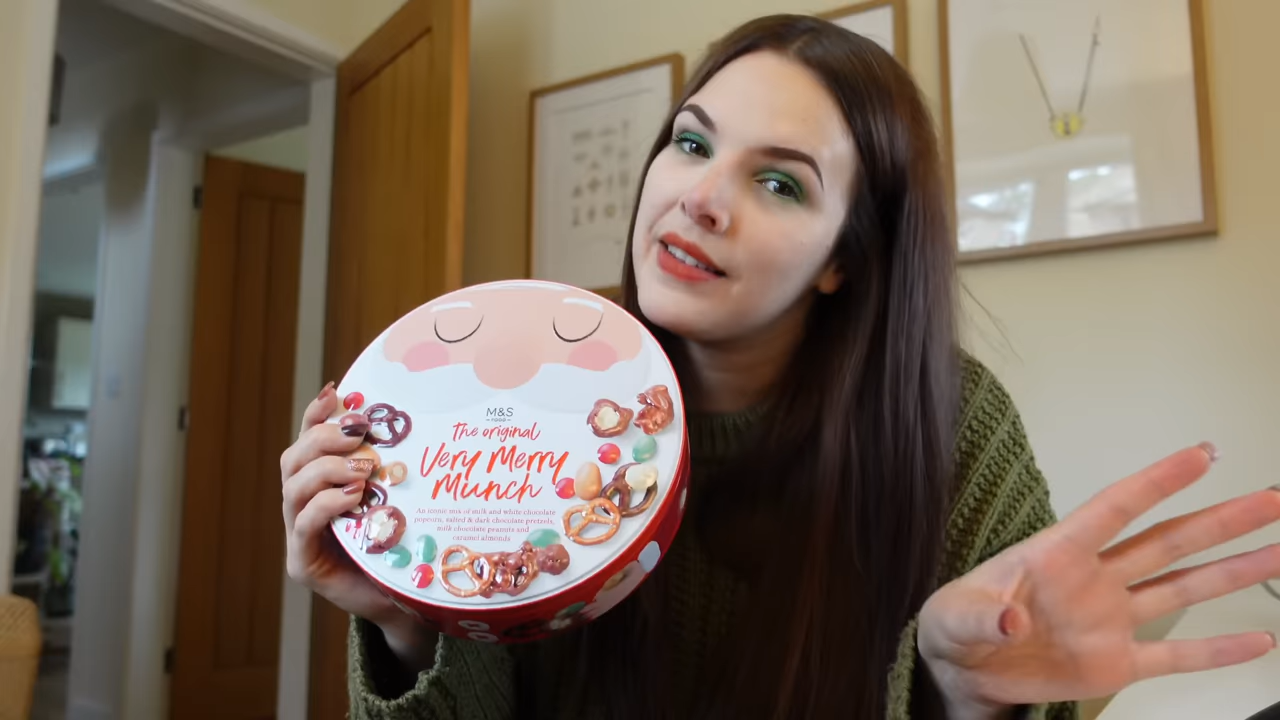 M&S
FOOD
The original
Very Merry
Munch
An iconic mix of milk and white chocolate
popcorn, salted & dark chocolate pretzels,
milk chocolate peanuts and
caramel almonds